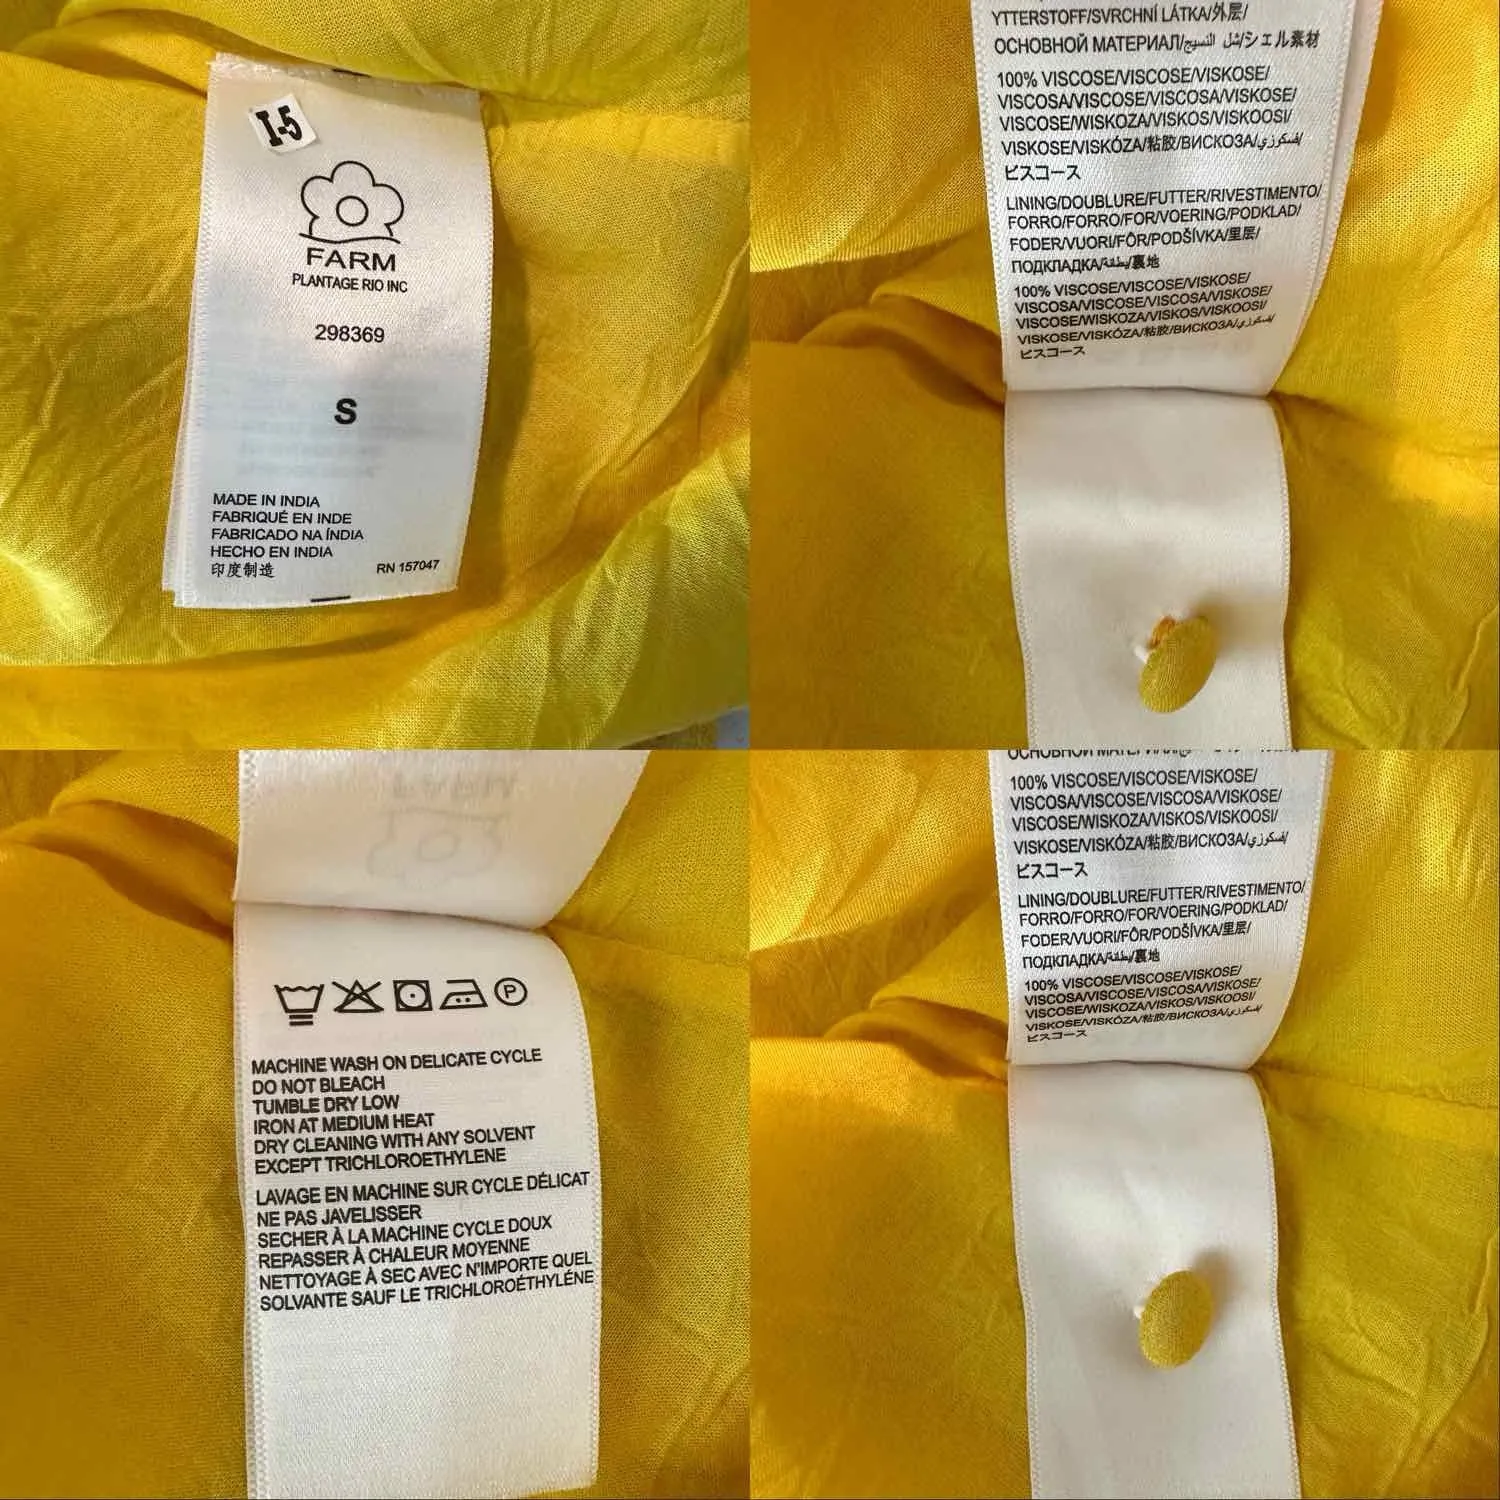 I-5
FARM
PLANTAGE RIO INC
298369
S
MADE IN INDIA
FABRIQUÉ EN INDE
FABRICADO NA ÍNDIA
HECHO EN INDIA
印度制造
RN 157047
YTTERSTOFF/SVRCHNÍ LÁTKA/外层/
ОСНОВНОЙ МАТЕРИАЛ/シェル素材
100% VISCOSE/VISCOSE/VISKOSE/
VISCOSA/VISCOSE/VISCOSA/VISKOSE/
VISCOSE/WISKOZA/VISKOS/VISKOOSI/
VISKOSE/VISKÓZA/粘胶/ВИСКОЗА/فسكوزي/
ビスコース
LINING/DOUBLURE/FUTTER/RIVESTIMENTO/
FORRO/FORRO/FOR/VOERING/PODKLAD/
FODER/VUORI/FÔR/PODŠÍVKA/里层/
ПОДКЛАДКА/بطانة/裏地
100% VISCOSE/VISCOSE/VISKOSE/
VISCOSA/VISCOSE/VISCOSA/VISKOSE/
VISCOSE/WISKOZA/VISKOS/VISKOOSI/
VISKOSE/VISKÓZA/粘胶/ВИСКОЗА/فسكوزي/
ビスコース
P
MACHINE WASH ON DELICATE CYCLE
DO NOT BLEACH
TUMBLE DRY LOW
IRON AT MEDIUM HEAT
DRY CLEANING WITH ANY SOLVENT
EXCEPT TRICHLOROETHYLENE
LAVAGE EN MACHINE SUR CYCLE DÉLICAT
NE PAS JAVELISSER
SECHER À LA MACHINE CYCLE DOUX
REPASSER À CHALEUR MOYENNE
NETTOYAGE À SEC AVEC N'IMPORTE QUEL
SOLVANTE SAUF LE TRICHLOROÉTHYLÉNE
ОСНОВНОЙ МАТЕРИАЛ
100% VISCOSE/VISCOSE/VISKOSE/
VISCOSA/VISCOSE/VISCOSA/VISKOSE/
VISCOSE/WISKOZA/VISKOS/VISKOOSI/
VISKOSE/VISKÓZA/粘胶/ВИСКОЗА/فسكوزي/
ビスコース
LINING/DOUBLURE/FUTTER/RIVESTIMENTO/
FORRO/FORRO/FOR/VOERING/PODKLAD/
FODER/VUORI/FÔR/PODŠÍVKA/里层/
ПОДКЛАДКА/بطانة/裏地
100% VISCOSE/VISCOSE/VISKOSE/
VISCOSA/VISCOSE/VISCOSA/VISKOSE/
VISCOSE/WISKOZA/VISKOS/VISKOOSI/
VISKOSE/VISKÓZA/粘胶/ВИСКОЗА/فسكوزي/
ビスコース